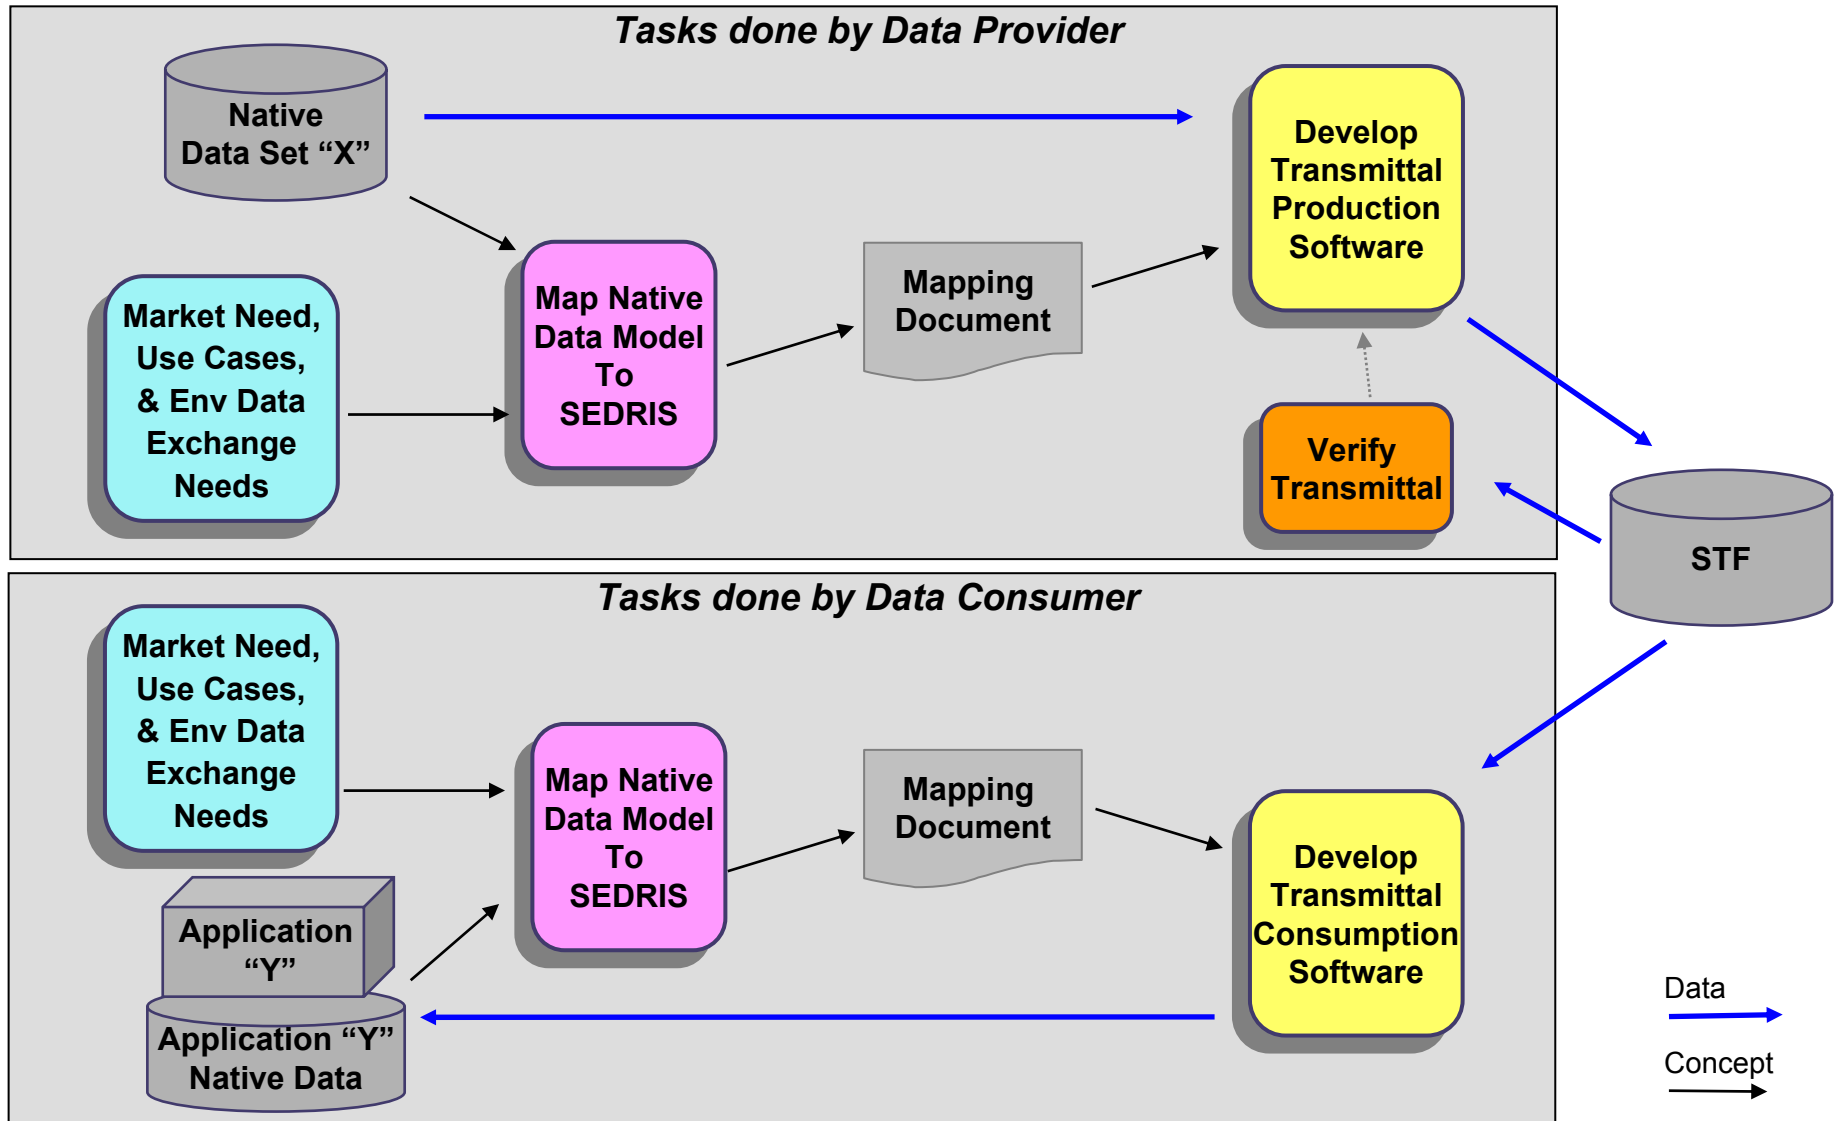 Tasks done by Data Provider
Native
Data Set “X”
Develop
Transmittal
Production
Software
Market Need,
Use Cases,
& Env Data
Exchange
Needs
Map Native
Data Model
To
SEDRIS
Mapping
Document
Verify
Transmittal
STF
Tasks done by Data Consumer
Market Need,
Use Cases,
& Env Data
Exchange
Needs
Map Native
Data Model
To
SEDRIS
Mapping
Document
Develop
Transmittal
Consumption
Software
Application
“Y”
Application “Y”
Native Data
Data
Concept